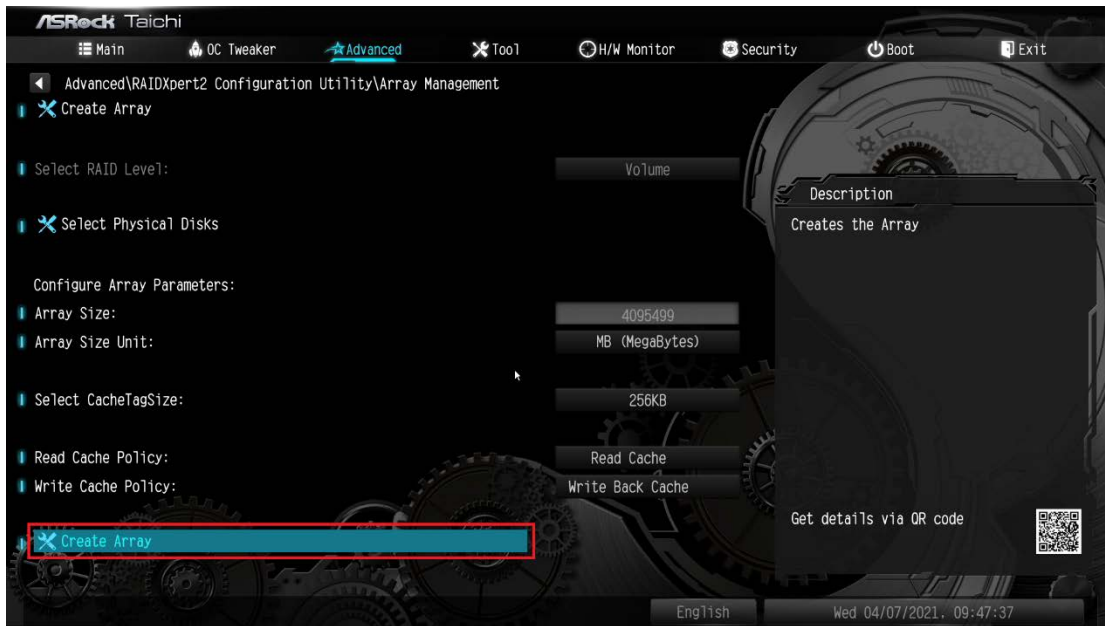 ASRock Taichi
Main OC Tweaker Advanced Tool H/W Monitor Security Boot Exit
Advanced\RAIDXpert2 Configuration Utility\Array Management
Create Array
Select RAID Level: Volume
Description
Select Physical Disks
Creates the Array
Configure Array Parameters:
Array Size: 4095499
Array Size Unit: MB (MegaBytes)
Select CacheTagSize: 256KB
Read Cache Policy: Read Cache
Write Cache Policy: Write Back Cache
Get details via QR code
Create Array
English Wed 04/07/2021, 09:47:37